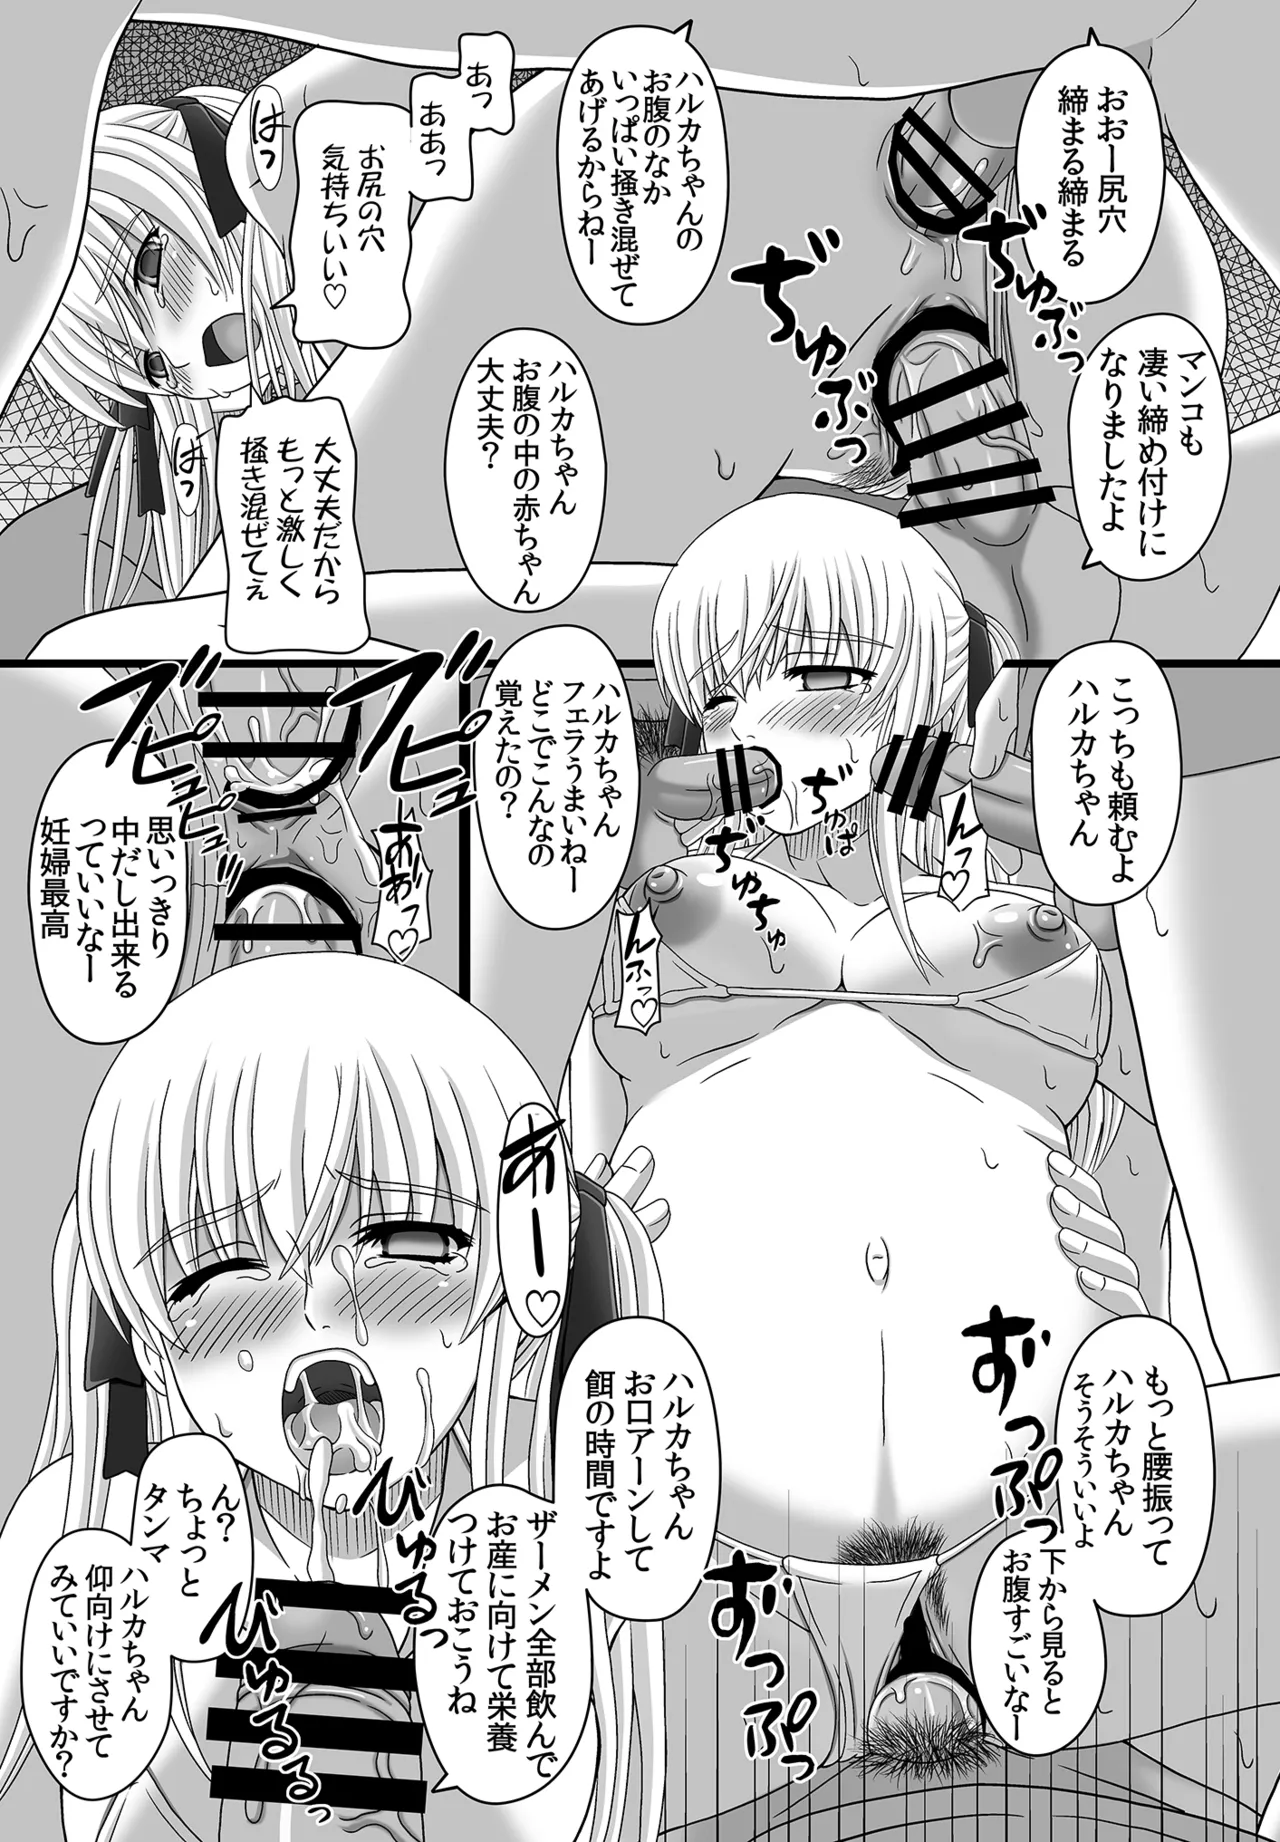 おおー尻穴
締まる締まる
マンコも
凄い締め付けに
なりましたよ
ハルカちゃんの
お腹のなか
いっぱい掻き混ぜて
あげるからねー
ぢゅぶっ
ぢゅぶっ
あっ
ああっ
お尻の穴
気持ちいい♡
はっ
はっ
ハルカちゃん
お腹の中の赤ちゃん
大丈夫?
大丈夫だから
もっと激しく
掻き混ぜてぇ
こっちも頼むよ
ハルカちゃん
ハルカちゃん
フェラうまいねー
どこでこんなの
覚えたの?
ぢゅぱ
ぢゅちゅ
んっ♡
んふっ♡
もっと腰振って
ハルカちゃん
そうそういいよ
下から見ると
お腹すごいなー
おっぷっ
おっぷっ
ブピュ
ブピュ
思いっきり
中だし出来る
っていいなー
妊婦最高
ああっ♡
あー♡
ハルカちゃん
お口アーンして
餌の時間ですよ
ザーメン全部飲んで
お産に向けて栄養
つけておこうね
びゅるっ
びゅるるっ
ん?
ちょっと
タンマ
ハルカちゃん
仰向けにさせて
みていいですか?